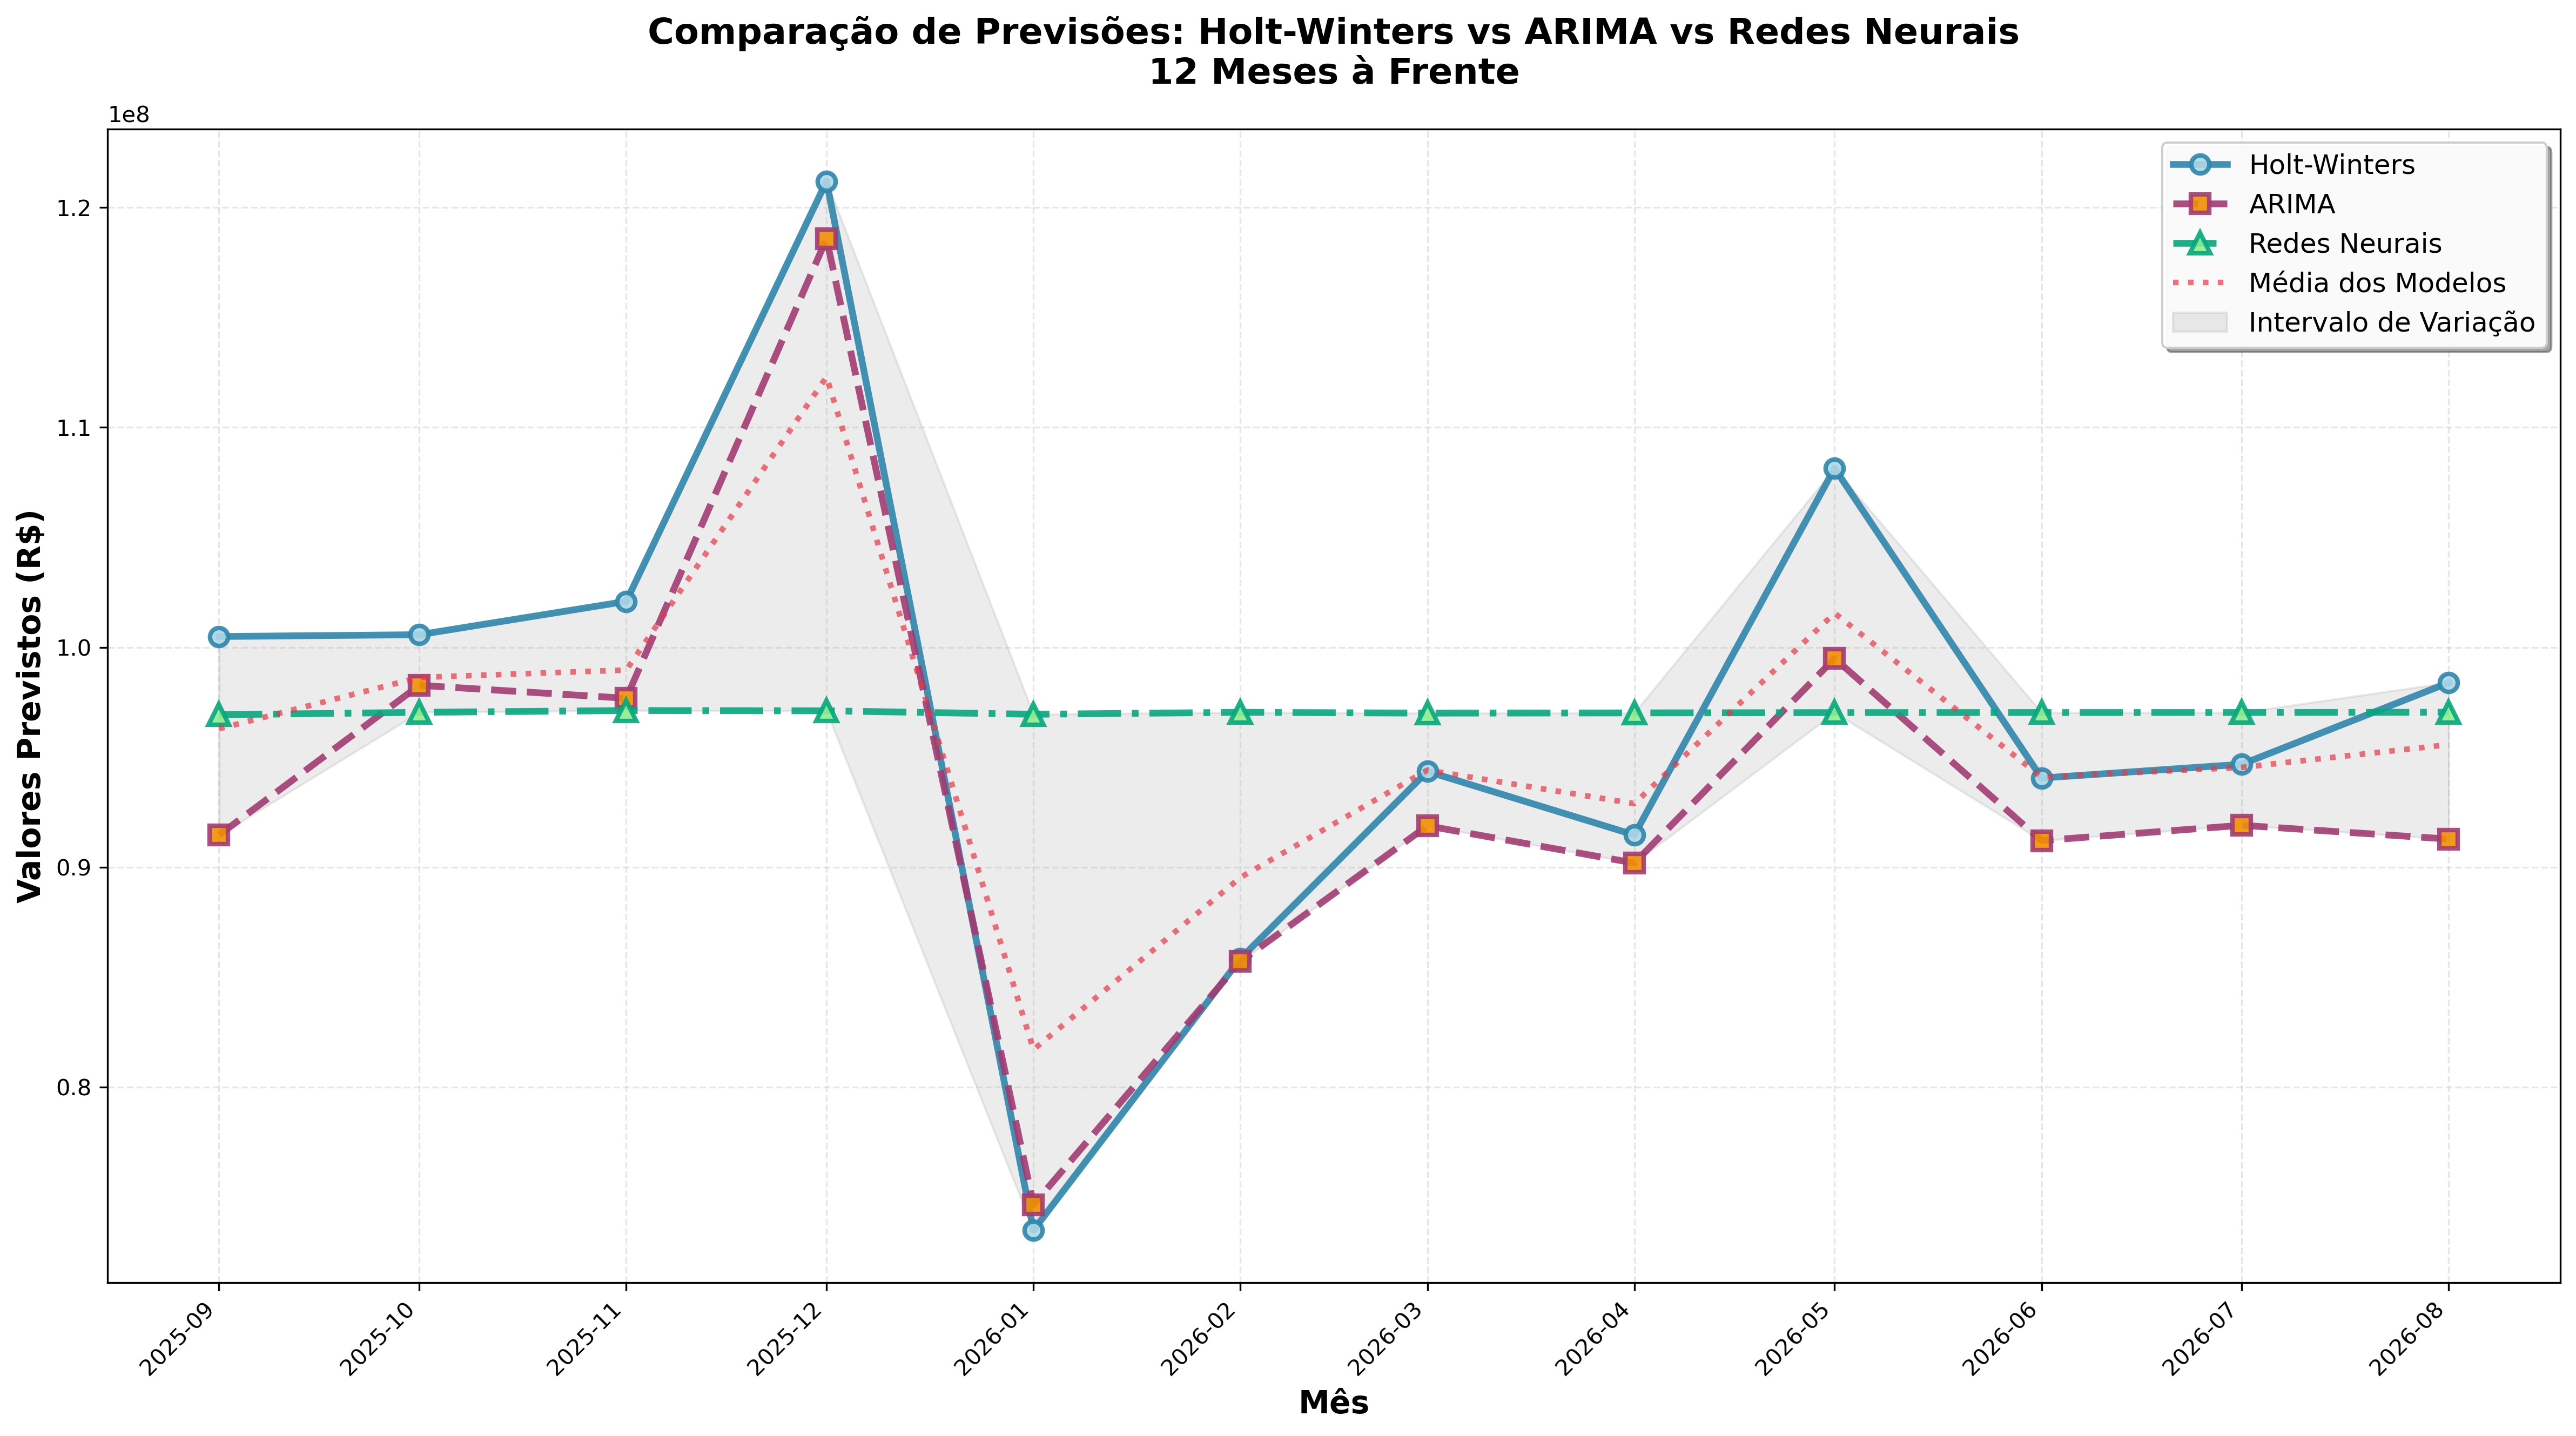 Comparação de Previsões: Holt-Winters vs ARIMA vs Redes Neurais
12 Meses à Frente
1e8
Holt-Winters
ARIMA
Redes Neurais
Média dos Modelos
Intervalo de Variação
Valores Previstos (R$)
1.2
1.1
1.0
0.9
0.8
2025-09
2025-10
2025-11
2025-12
2026-01
2026-02
2026-03
2026-04
2026-05
2026-06
2026-07
2026-08
Mês